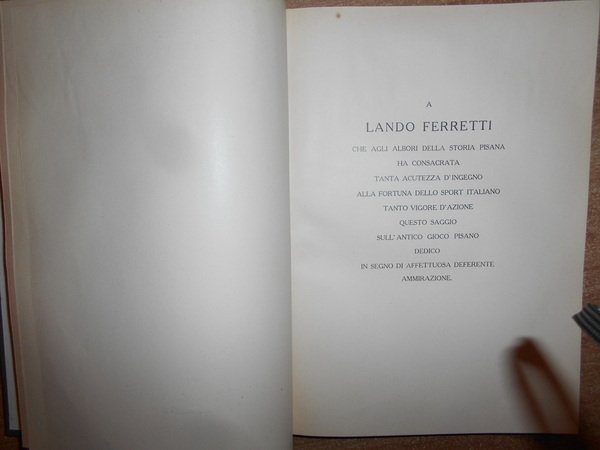 A
LANDO FERRETTI
CHE AGLI ALBORI DELLA STORIA PISANA
HA CONSAGRATA
TANTA ACUTEZZA D'INGEGNO
ALLA FORTUNA DELLO SPORT ITALIANO
TANTO VIGORE D'AZIONE
QUESTO SAGGIO
SULL'ANTICO GIOCO PISANO
DEDICO
IN SEGNO DI AFFETTUOSA DEFERENTE
AMMIRAZIONE.